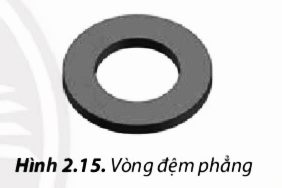 Hình 2.15. Vòng đệm phẳng